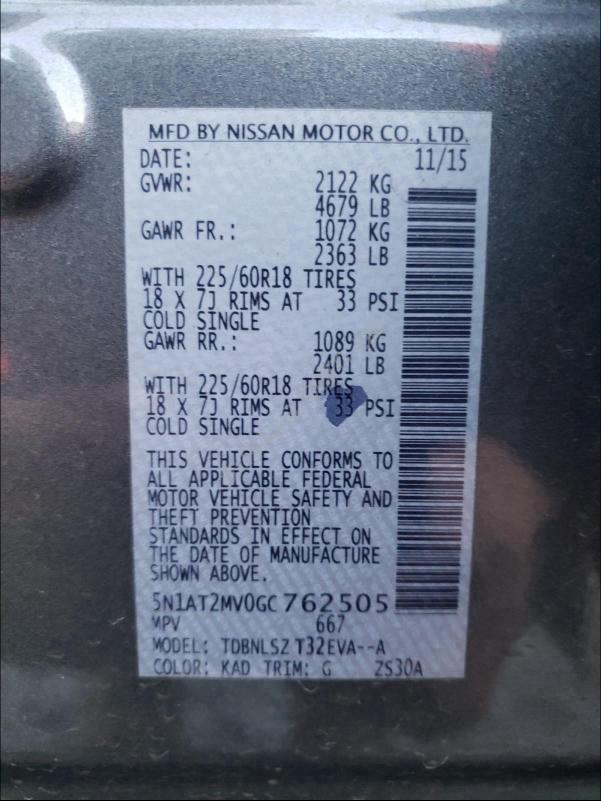 MFD BY NISSAN MOTOR CO., LTD.
DATE: 11/15
GVWR: 2122 KG
4679 LB
GAWR FR.: 1072 KG
2363 LB
WITH 225/60R18 TIRES
18 X 7J RIMS AT 33 PSI
COLD SINGLE
GAWR RR.: 1089 KG
2401 LB
WITH 225/60R18 TIRES
18 X 7J RIMS AT 33 PSI
COLD SINGLE
THIS VEHICLE CONFORMS TO
ALL APPLICABLE FEDERAL
MOTOR VEHICLE SAFETY AND
THEFT PREVENTION
STANDARDS IN EFFECT ON
THE DATE OF MANUFACTURE
SHOWN ABOVE.
5N1AT2MV0GC762505
MPV 667
MODEL: TDBNLSZ T32EVA--A
COLOR: KAD TRIM: G 2S30A